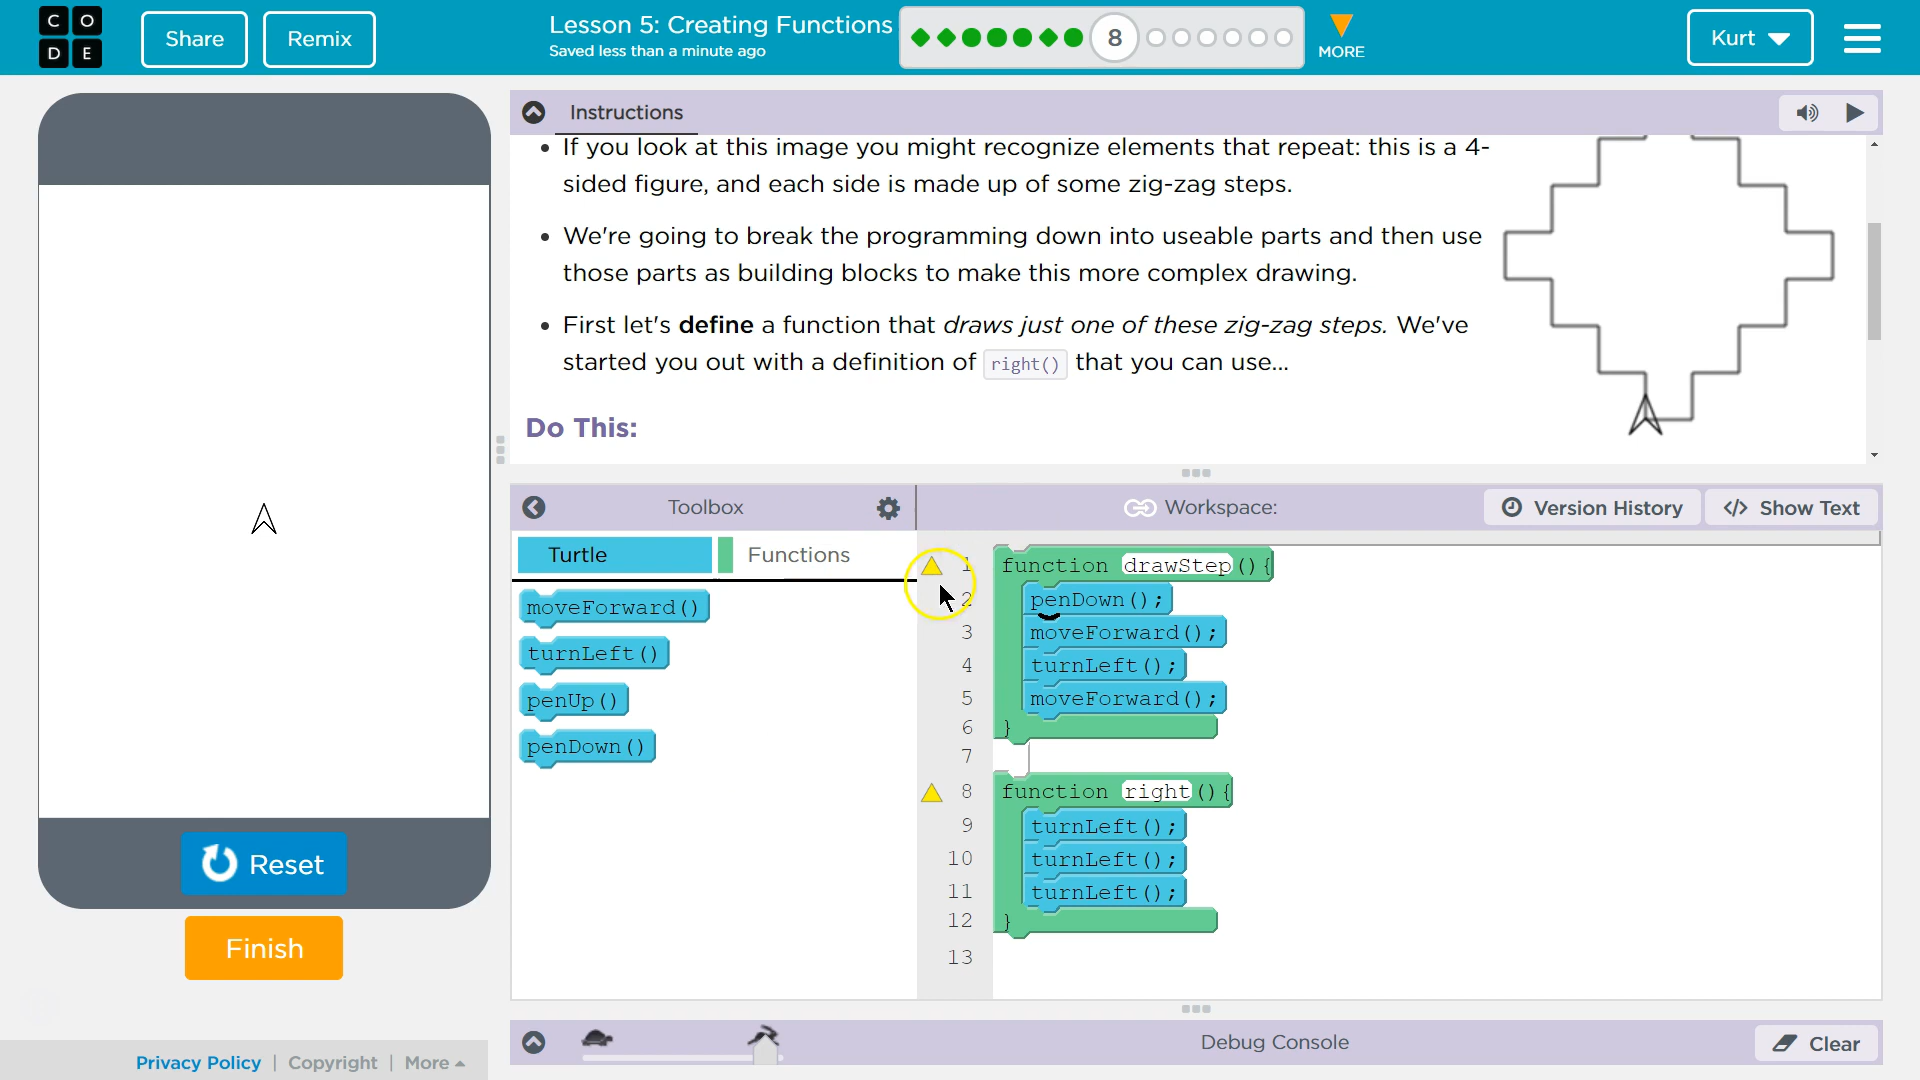 C O
D E
Share
Remix
Lesson 5: Creating Functions
Saved less than a minute ago
8
MORE
Kurt
Instructions
If you look at this image you might recognize elements that repeat: this is a 4-
sided figure, and each side is made up of some zig-zag steps.
We're going to break the programming down into useable parts and then use
those parts as building blocks to make this more complex drawing.
First let's define a function that draws just one of these zig-zag steps. We've
started you out with a definition of right() that you can use...
Do This:
Toolbox
Workspace:
Version History
</> Show Text
Turtle
Functions
moveForward()
turnLeft()
penUp()
penDown()
1 function drawStep(){
2 penDown();
3 moveForward();
4 turnLeft();
5 moveForward();
6 }
7
8 function right(){
9 turnLeft();
10 turnLeft();
11 turnLeft();
12 }
13
Reset
Finish
Debug Console
Clear
Privacy Policy | Copyright | More